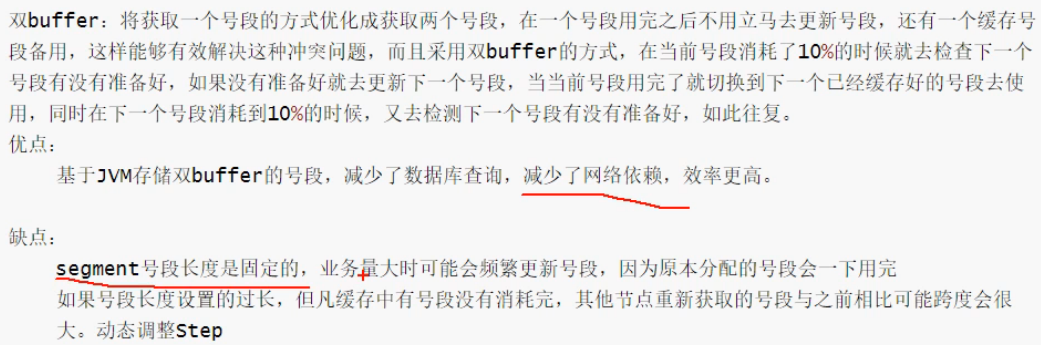 双buffer：将获取一个号段的方式优化成获取两个号段，在一个号段用完之后不用立马去更新号段，还有一个缓存号
段备用，这样能够有效解决这种冲突问题，而且采用双buffer的方式，在当前号段消耗了10%的时候就去检查下一个
号段有没有准备好，如果没有准备好就去更新下一个号段，当当前号段用完了就切换到下一个已经缓存好的号段去使
用，同时在下一个号段消耗到10%的时候，又去检测下一个号段有没有准备好，如此往复。
优点：
基于JVM存储双buffer的号段，减少了数据库查询，减少了网络依赖，效率更高。
缺点：
segment号段长度是固定的，业务量大时可能会频繁更新号段，因为原本分配的号段会一下用完
如果号段长度设置的过长，但凡缓存中有号段没有消耗完，其他节点重新获取的号段与之前相比可能跨度会很
大。动态调整Step